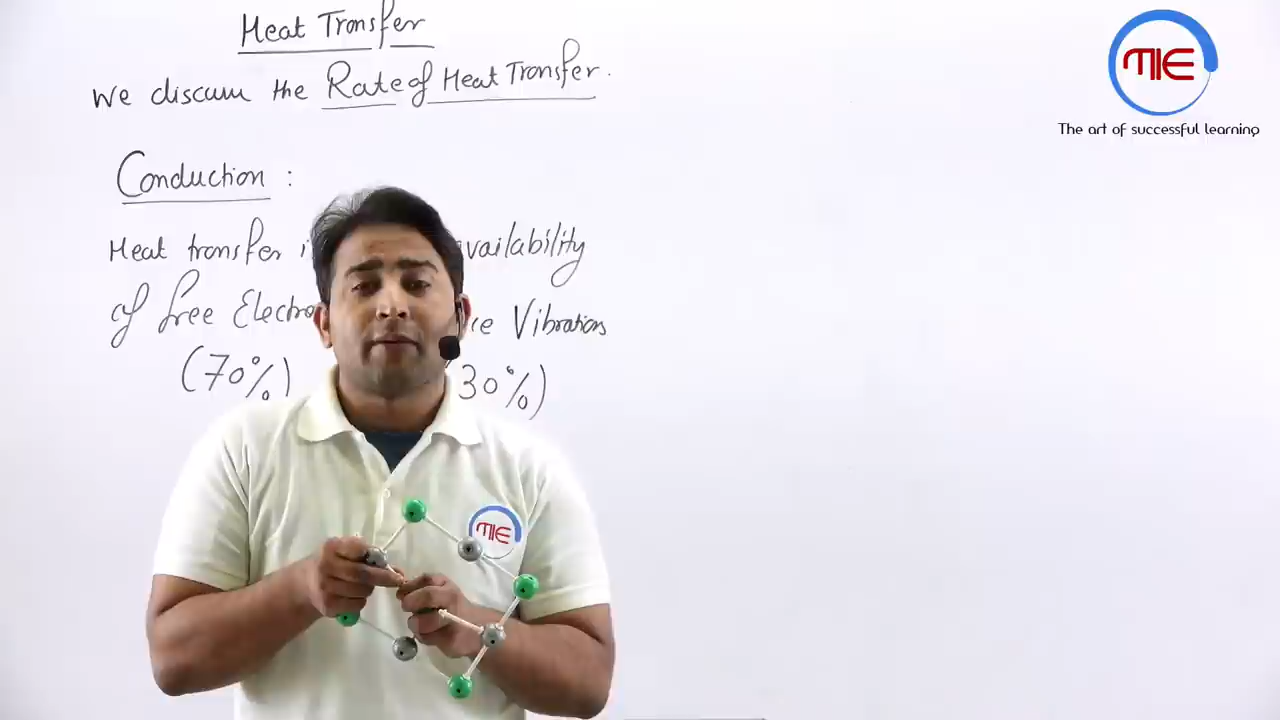 Heat Transfer
We discuss the Rate of Heat Transfer.
Conduction :
Heat transfer availability
of free Vibrations
(70%) 30%)
MIE
The art of successful learning
MIE